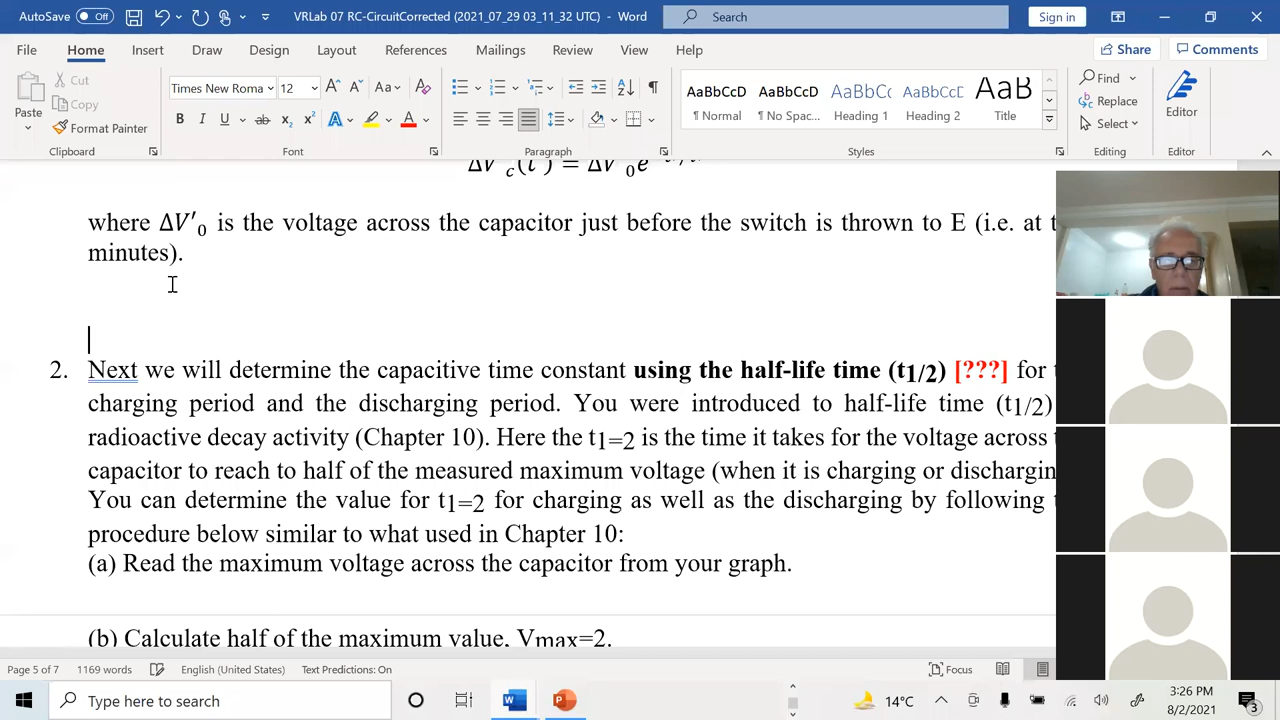 AutoSave Off VRLab 07 RC-CircuitCorrected (2021_07_29 03_11_32 UTC) - Word Search Sign in
File Home Insert Draw Design Layout References Mailings Review View Help Share Comments
Paste Cut Copy Format Painter
Times New Roma 12 A^ Aˇ Aa
B I U ab x₂ x² A A
AaBbCcD AaBbCcD AaBbCc AaBbCcD AaB
¶ Normal ¶ No Spac... Heading 1 Heading 2 Title
Find Replace Select Editor
Clipboard Font Paragraph Styles Editing Editor
where ΔV′₀ is the voltage across the capacitor just before the switch is thrown to E (i.e. at t
minutes).
2. Next we will determine the capacitive time constant using the half-life time (t1/2) [???] for
charging period and the discharging period. You were introduced to half-life time (t1/2)
radioactive decay activity (Chapter 10). Here the t1=2 is the time it takes for the voltage across
capacitor to reach to half of the measured maximum voltage (when it is charging or dischargin
You can determine the value for t1=2 for charging as well as the discharging by following
procedure below similar to what used in Chapter 10:
(a) Read the maximum voltage across the capacitor from your graph.
(b) Calculate half of the maximum value, Vmax=2.
Page 5 of 7 1169 words English (United States) Text Predictions: On Focus
Type here to search 14°C 3:26 PM
8/2/2021 3